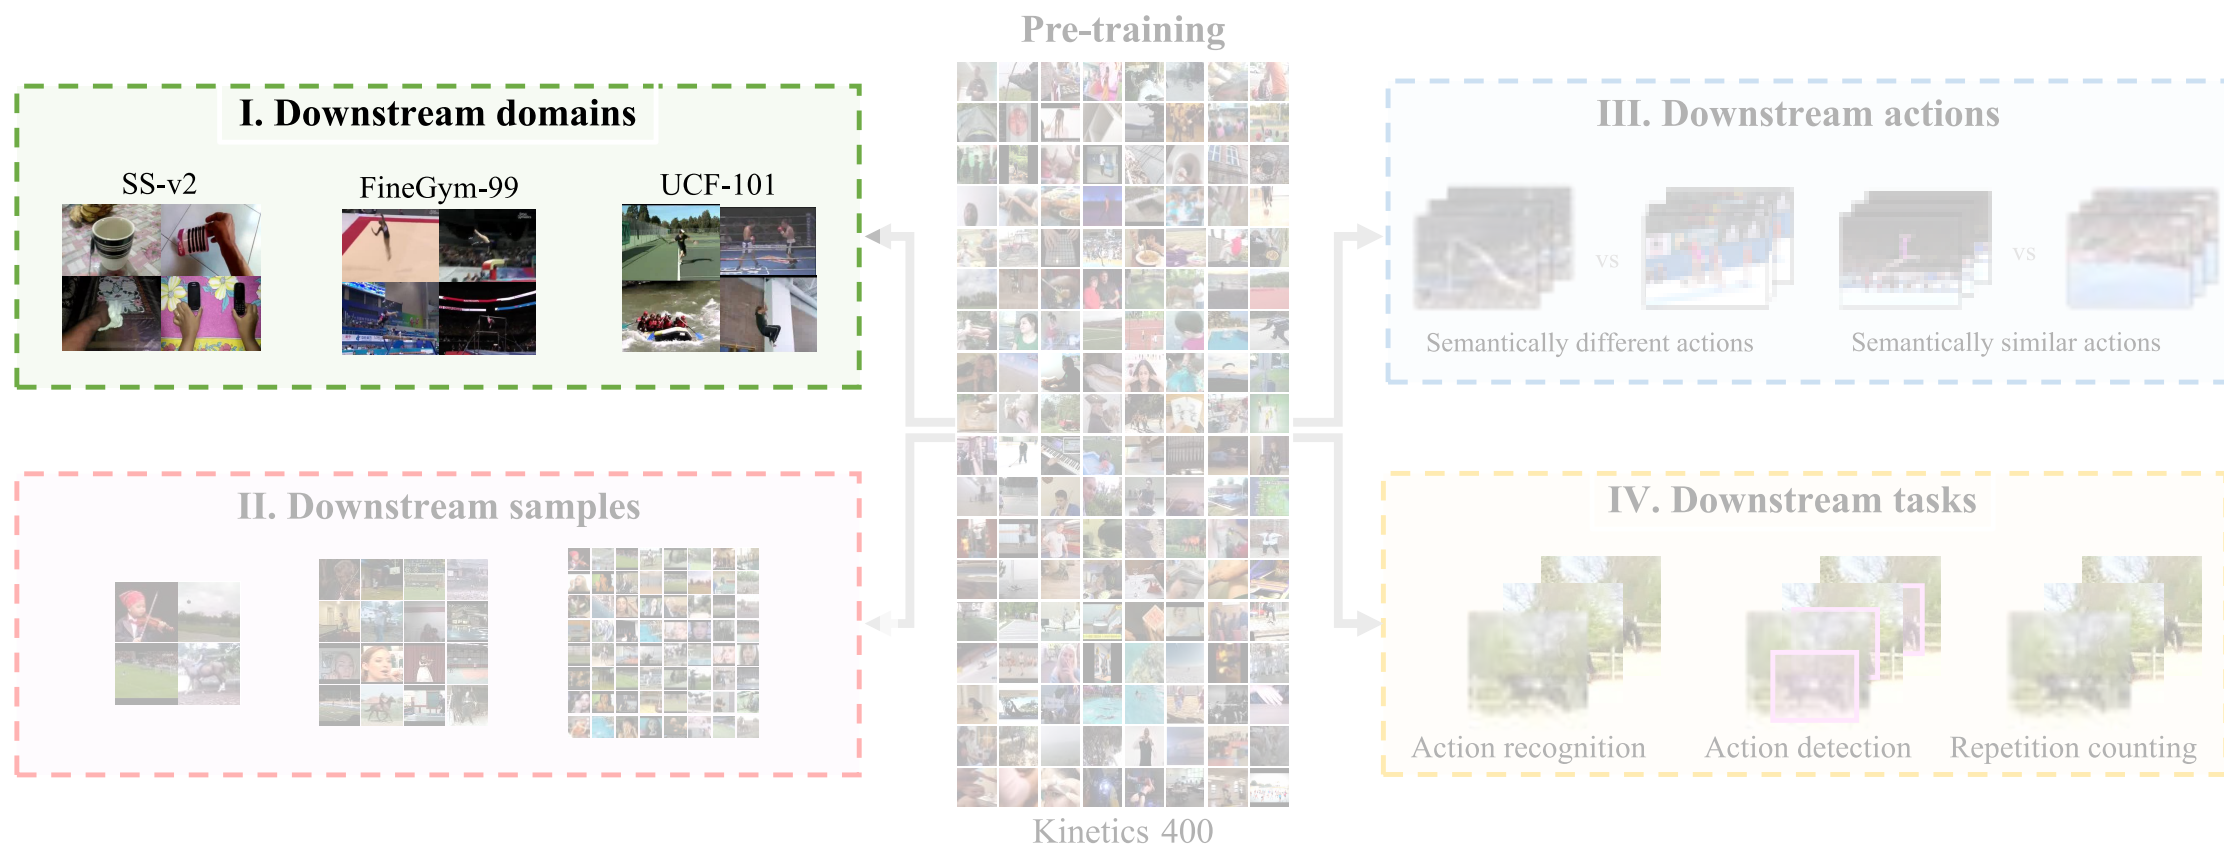 Pre-training
I. Downstream domains
SS-v2
FineGym-99
UCF-101
II. Downstream samples
III. Downstream actions
vs
vs
Semantically different actions
Semantically similar actions
IV. Downstream tasks
Action recognition
Action detection
Repetition counting
Kinetics 400